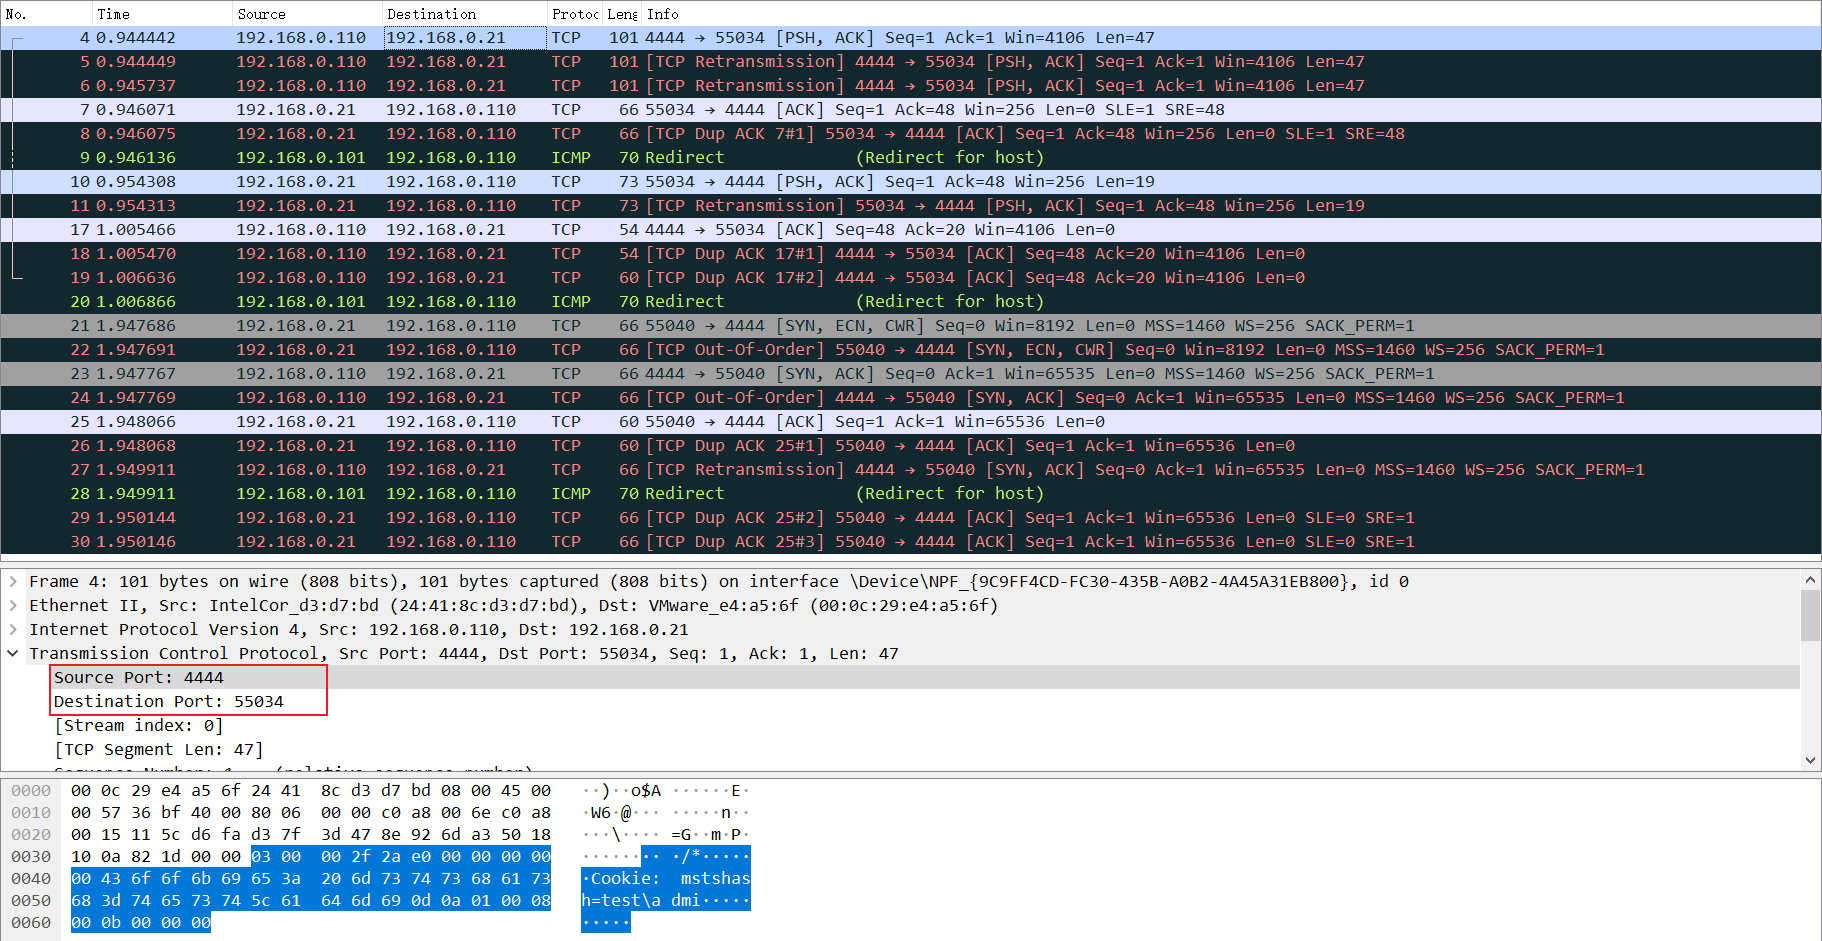 No. Time Source Destination Protoc Leng Info
4 0.944442 192.168.0.110 192.168.0.21 TCP 101 4444 → 55034 [PSH, ACK] Seq=1 Ack=1 Win=4106 Len=47
5 0.944449 192.168.0.110 192.168.0.21 TCP 101 [TCP Retransmission] 4444 → 55034 [PSH, ACK] Seq=1 Ack=1 Win=4106 Len=47
6 0.945737 192.168.0.110 192.168.0.21 TCP 101 [TCP Retransmission] 4444 → 55034 [PSH, ACK] Seq=1 Ack=1 Win=4106 Len=47
7 0.946071 192.168.0.21 192.168.0.110 TCP 66 55034 → 4444 [ACK] Seq=1 Ack=48 Win=256 Len=0 SLE=1 SRE=48
8 0.946075 192.168.0.21 192.168.0.110 TCP 66 [TCP Dup ACK 7#1] 55034 → 4444 [ACK] Seq=1 Ack=48 Win=256 Len=0 SLE=1 SRE=48
9 0.946136 192.168.0.101 192.168.0.110 ICMP 70 Redirect (Redirect for host)
10 0.954308 192.168.0.21 192.168.0.110 TCP 73 55034 → 4444 [PSH, ACK] Seq=1 Ack=48 Win=256 Len=19
11 0.954313 192.168.0.21 192.168.0.110 TCP 73 [TCP Retransmission] 55034 → 4444 [PSH, ACK] Seq=1 Ack=48 Win=256 Len=19
17 1.005466 192.168.0.110 192.168.0.21 TCP 54 4444 → 55034 [ACK] Seq=48 Ack=20 Win=4106 Len=0
18 1.005470 192.168.0.110 192.168.0.21 TCP 54 [TCP Dup ACK 17#1] 4444 → 55034 [ACK] Seq=48 Ack=20 Win=4106 Len=0
19 1.006636 192.168.0.110 192.168.0.21 TCP 60 [TCP Dup ACK 17#2] 4444 → 55034 [ACK] Seq=48 Ack=20 Win=4106 Len=0
20 1.006866 192.168.0.101 192.168.0.110 ICMP 70 Redirect (Redirect for host)
21 1.947686 192.168.0.21 192.168.0.110 TCP 66 55040 → 4444 [SYN, ECN, CWR] Seq=0 Win=8192 Len=0 MSS=1460 WS=256 SACK_PERM=1
22 1.947691 192.168.0.21 192.168.0.110 TCP 66 [TCP Out-Of-Order] 55040 → 4444 [SYN, ECN, CWR] Seq=0 Win=8192 Len=0 MSS=1460 WS=256 SACK_PERM=1
23 1.947767 192.168.0.110 192.168.0.21 TCP 66 4444 → 55040 [SYN, ACK] Seq=0 Ack=1 Win=65535 Len=0 MSS=1460 WS=256 SACK_PERM=1
24 1.947769 192.168.0.110 192.168.0.21 TCP 66 [TCP Out-Of-Order] 4444 → 55040 [SYN, ACK] Seq=0 Ack=1 Win=65535 Len=0 MSS=1460 WS=256 SACK_PERM=1
25 1.948066 192.168.0.21 192.168.0.110 TCP 60 55040 → 4444 [ACK] Seq=1 Ack=1 Win=65536 Len=0
26 1.948068 192.168.0.21 192.168.0.110 TCP 60 [TCP Dup ACK 25#1] 55040 → 4444 [ACK] Seq=1 Ack=1 Win=65536 Len=0
27 1.949911 192.168.0.110 192.168.0.21 TCP 66 [TCP Retransmission] 4444 → 55040 [SYN, ACK] Seq=0 Ack=1 Win=65535 Len=0 MSS=1460 WS=256 SACK_PERM=1
28 1.949911 192.168.0.101 192.168.0.110 ICMP 70 Redirect (Redirect for host)
29 1.950144 192.168.0.21 192.168.0.110 TCP 66 [TCP Dup ACK 25#2] 55040 → 4444 [ACK] Seq=1 Ack=1 Win=65536 Len=0 SLE=0 SRE=1
30 1.950146 192.168.0.21 192.168.0.110 TCP 66 [TCP Dup ACK 25#3] 55040 → 4444 [ACK] Seq=1 Ack=1 Win=65536 Len=0 SLE=0 SRE=1
Frame 4: 101 bytes on wire (808 bits), 101 bytes captured (808 bits) on interface \Device\NPF_{9C9FF4CD-FC30-435B-A0B2-4A45A31EB800}, id 0
Ethernet II, Src: IntelCor_d3:d7:bd (24:41:8c:d3:d7:bd), Dst: VMware_e4:a5:6f (00:0c:29:e4:a5:6f)
Internet Protocol Version 4, Src: 192.168.0.110, Dst: 192.168.0.21
Transmission Control Protocol, Src Port: 4444, Dst Port: 55034, Seq: 1, Ack: 1, Len: 47
Source Port: 4444
Destination Port: 55034
[Stream index: 0]
[TCP Segment Len: 47]
Sequence Number: 1 (relative sequence number)
0000 00 0c 29 e4 a5 6f 24 41 8c d3 d7 bd 08 00 45 00 ··)··o$A ······E·
0010 00 57 36 bf 40 00 80 06 00 00 c0 a8 00 6e c0 a8 ·W6·@··· ·····n··
0020 00 15 11 5c d6 fa d3 7f 3d 47 8e 92 6d a3 50 18 ···\···· =G··m·P·
0030 10 0a 82 1d 00 00 03 00 00 2f 2a e0 00 00 00 00 ········ ·/*·····
0040 00 43 6f 6f 6b 69 65 3a 20 6d 73 74 73 68 61 73 ·Cookie: mstshas
0050 68 3d 74 65 73 74 5c 61 64 6d 69 0d 0a 01 00 08 h=test\a dmi·····
0060 00 0b 00 00 00 ·····